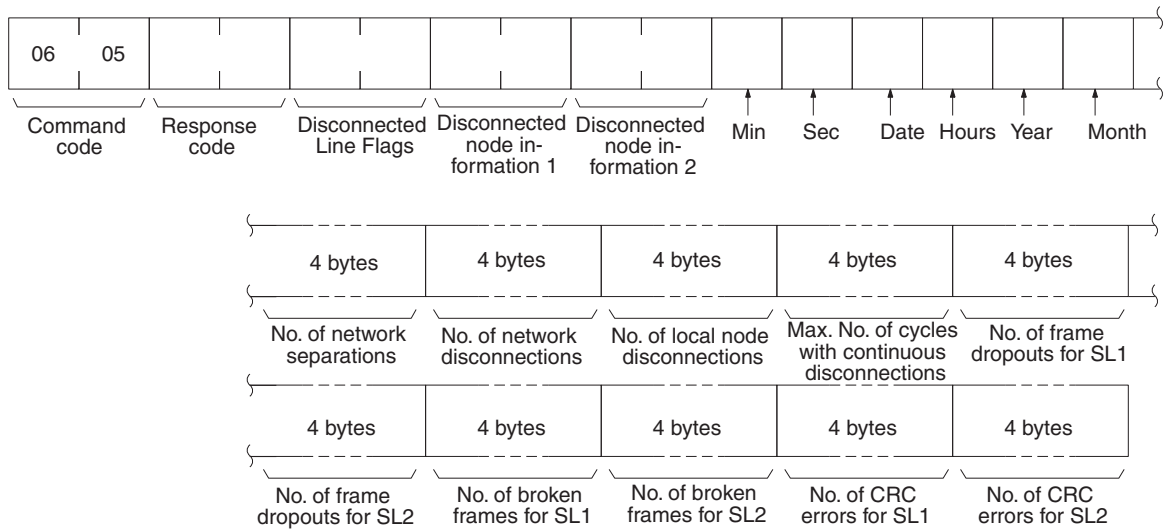 06 05
Command code
Response code
Disconnected Line Flags
Disconnected node in-formation 1
Disconnected node in-formation 2
Min
Sec
Date
Hours
Year
Month
4 bytes
4 bytes
4 bytes
4 bytes
4 bytes
No. of network separations
No. of network disconnections
No. of local node disconnections
Max. No. of cycles with continuous disconnections
No. of frame dropouts for SL1
4 bytes
4 bytes
4 bytes
4 bytes
4 bytes
No. of frame dropouts for SL2
No. of broken frames for SL1
No. of broken frames for SL2
No. of CRC errors for SL1
No. of CRC errors for SL2